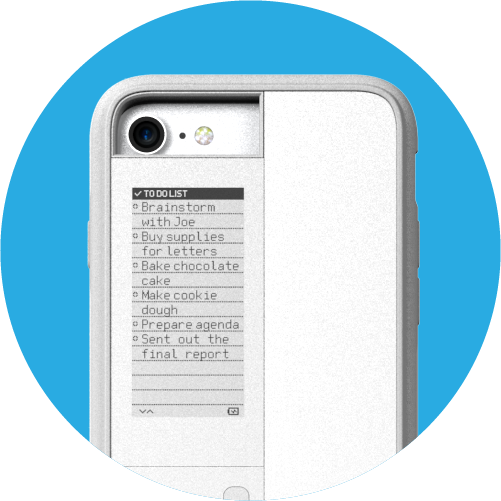 TO DO LIST
Brainstorm
with Joe
Buy supplies
for letters
Bake chocolate
cake
Make cookie
dough
Prepare agenda
Sent out the
final report